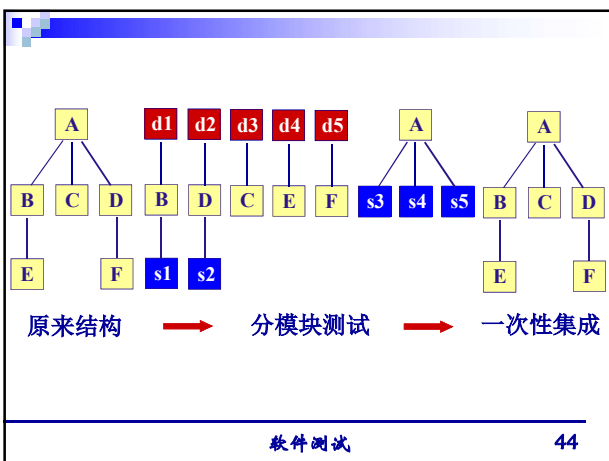 A d1 d2 d3 d4 d5 A A
B C D B D C E F s3 s4 s5 B C D
E F s1 s2 E F
原来结构 分模块测试 一次性集成
软件测试 44